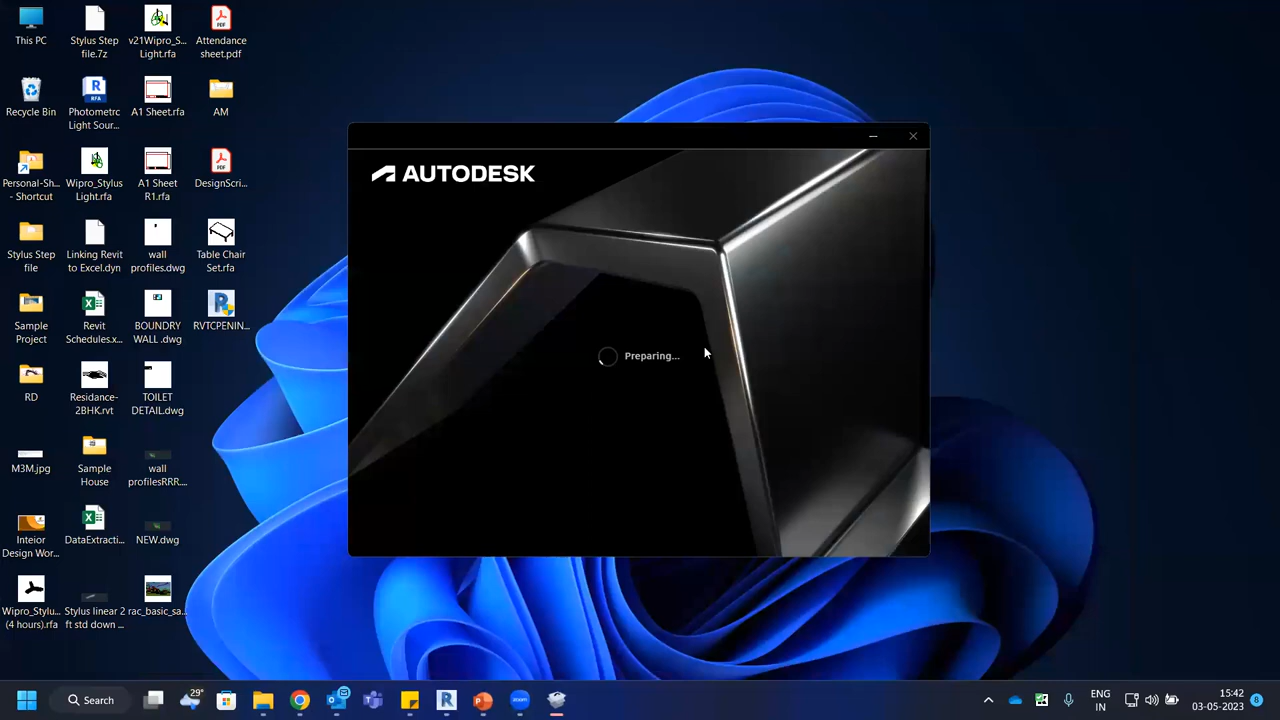 This PC
Stylus Step
file.7z
v21Wipro_S...
Light.rfa
Attendance
sheet.pdf
Recycle Bin
Photometrc
Light Sour...
A1 Sheet.rfa
AM
Personal-Sh...
- Shortcut
Wipro_Stylus
Light.rfa
A1 Sheet
R1.rfa
DesignScri...
Stylus Step
file
Linking Revit
to Excel.dyn
wall
profiles.dwg
Table Chair
Set.rfa
Sample
Project
Revit
Schedules.x...
BOUNDRY
WALL .dwg
RVTCPENIN...
RD
Residance-
2BHK.rvt
TOILET
DETAIL.dwg
M3M.jpg
Sample
House
wall
profilesRRR....
Inteior
Design Wor...
DataExtracti...
NEW.dwg
Wipro_Stylu...
(4 hours).rfa
Stylus linear 2
ft std down ...
rac_basic_sa...
AUTODESK
Preparing...
29°
Search
zoom
ENG
IN
3:42
03-05-2023
8